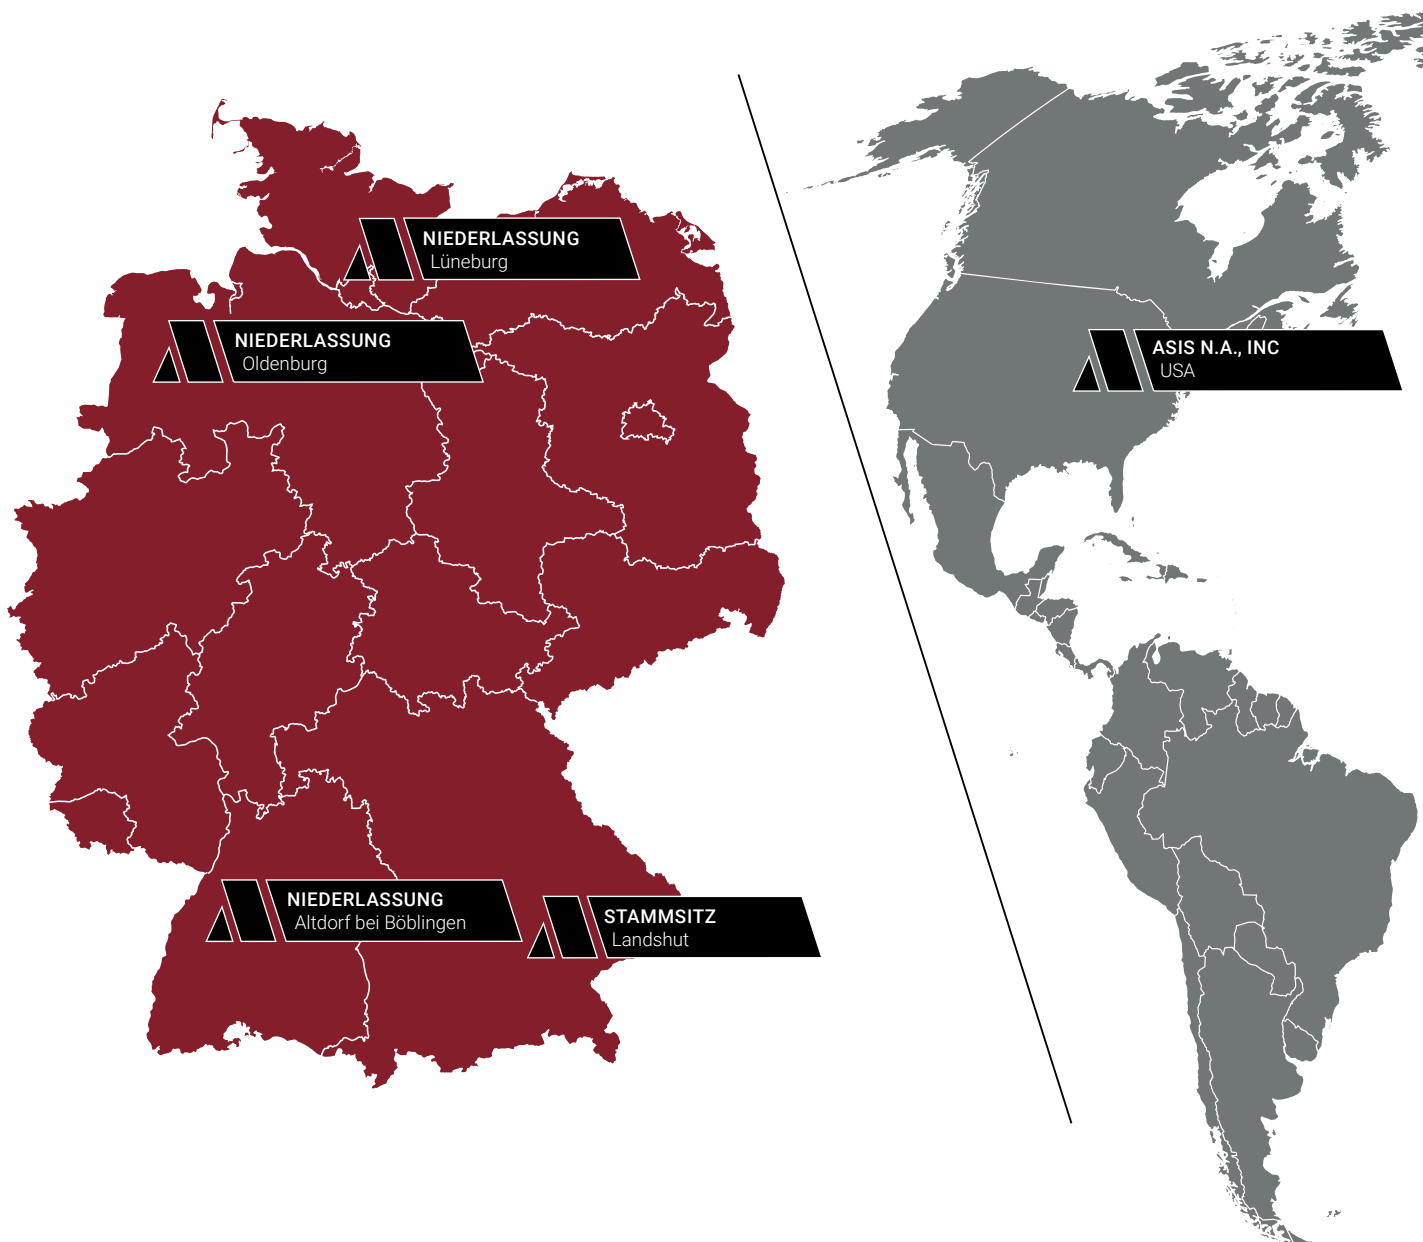 NIEDERLASSUNG
Lüneburg
NIEDERLASSUNG
Oldenburg
ASIS N.A., INC
USA
NIEDERLASSUNG
Altdorf bei Böblingen
STAMMSITZ
Landshut